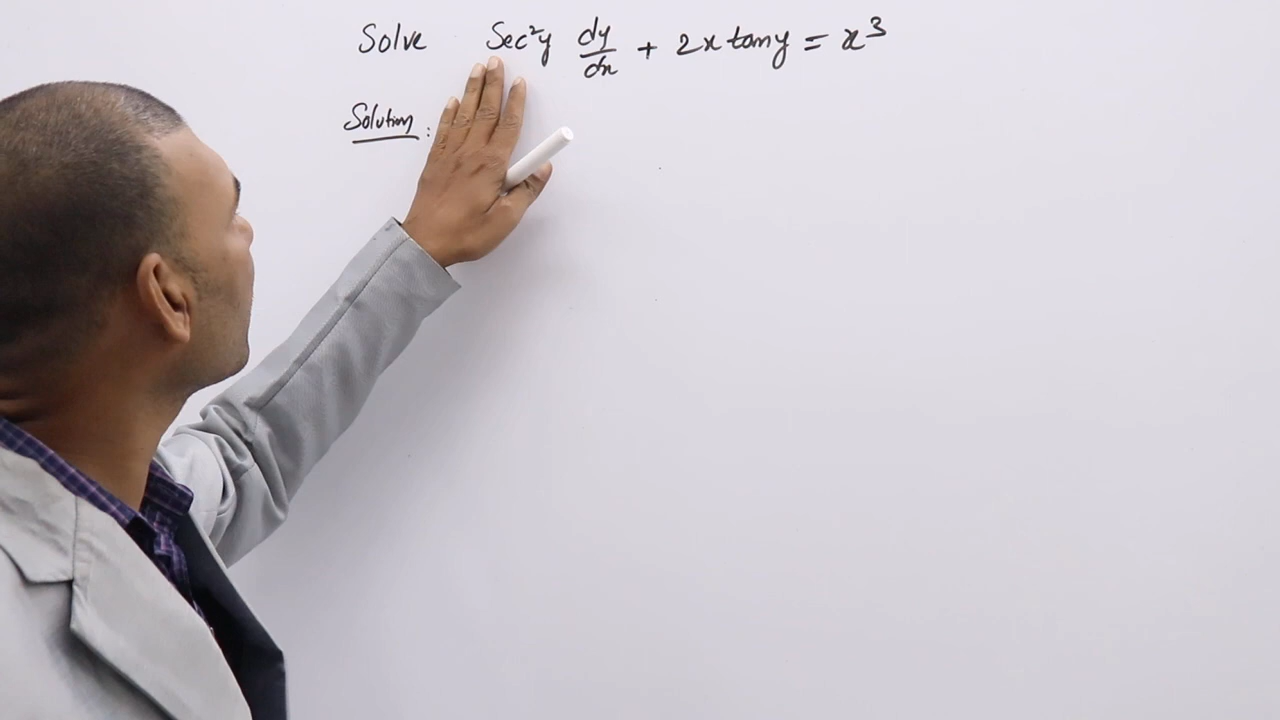 Solve Sec²y dy/dx + 2x tany = x³
Solution :